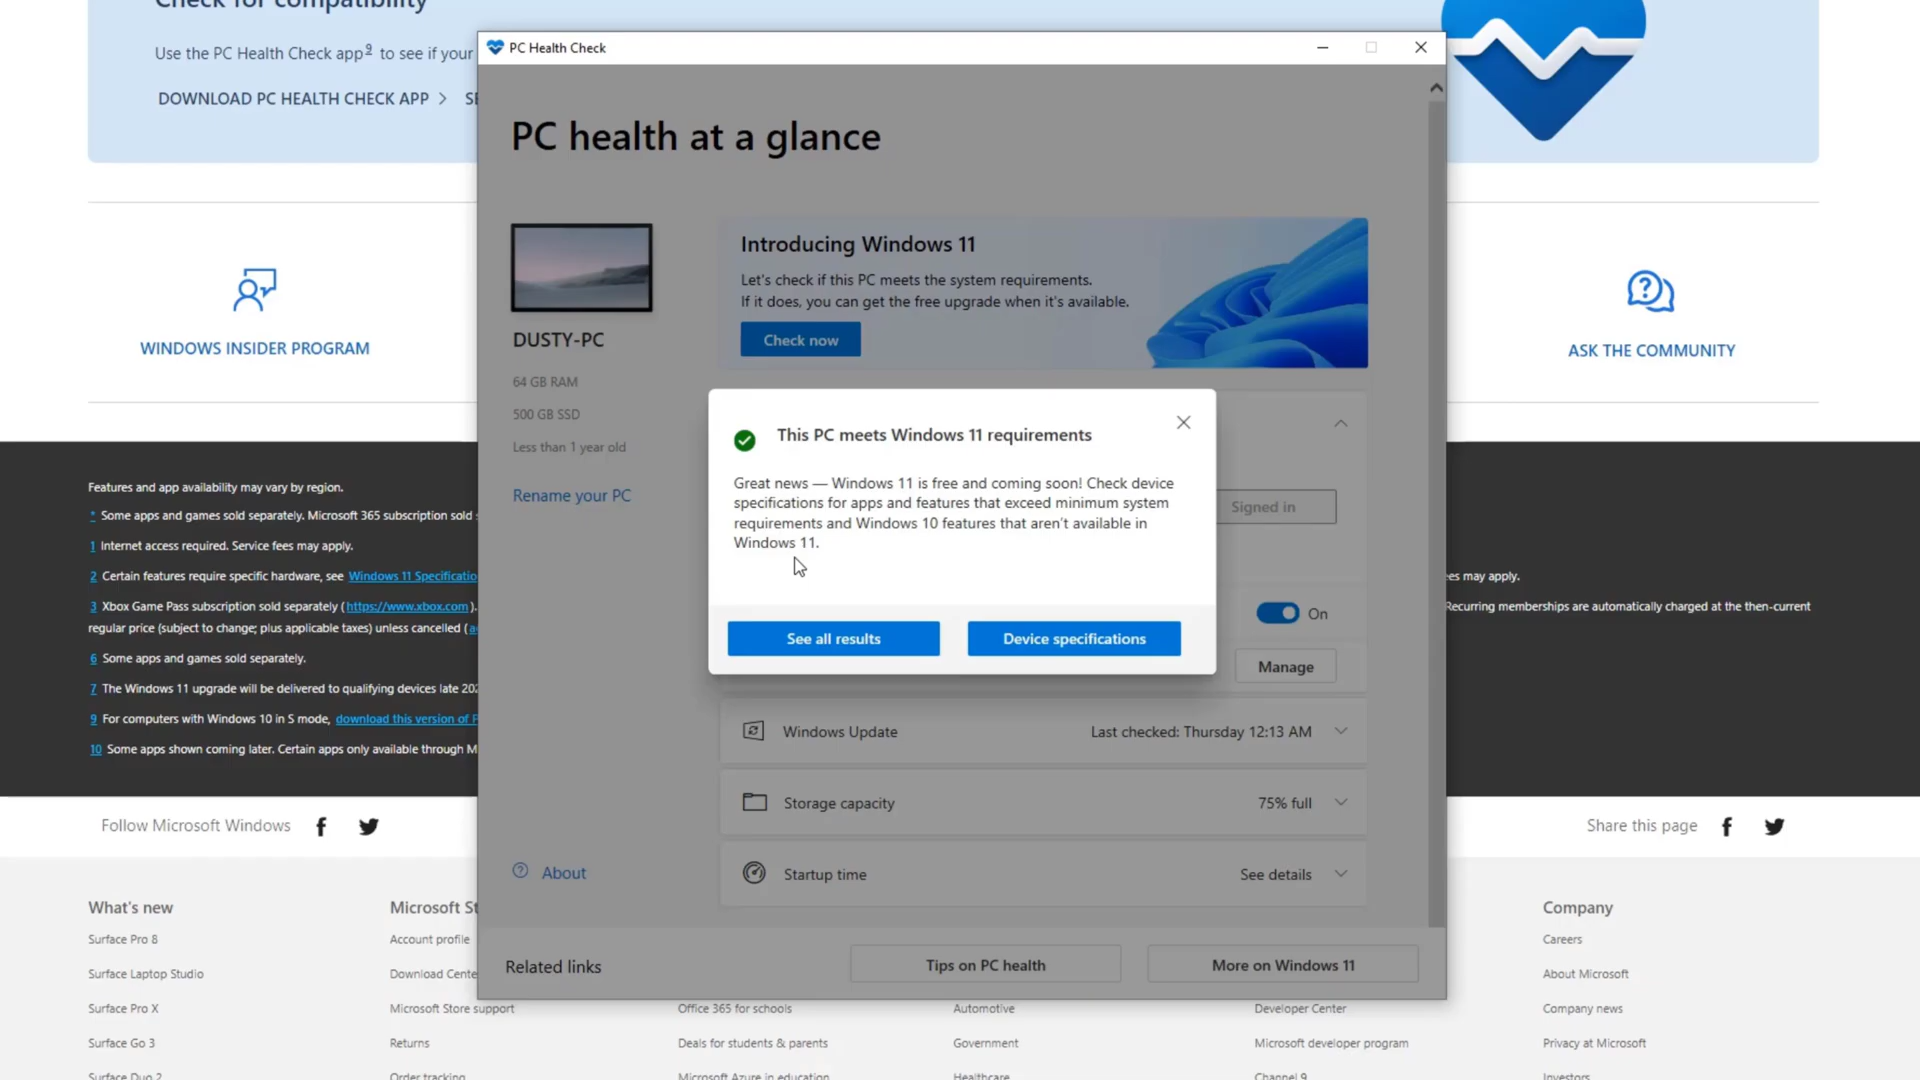 Check for compatibility
Use the PC Health Check app9 to see if your
DOWNLOAD PC HEALTH CHECK APP
WINDOWS INSIDER PROGRAM
ASK THE COMMUNITY
PC Health Check
PC health at a glance
DUSTY-PC
64 GB RAM
500 GB SSD
Less than 1 year old
Rename your PC
About
Introducing Windows 11
Let's check if this PC meets the system requirements.
If it does, you can get the free upgrade when it's available.
Check now
This PC meets Windows 11 requirements
Great news — Windows 11 is free and coming soon! Check device
specifications for apps and features that exceed minimum system
requirements and Windows 10 features that aren't available in
Windows 11.
See all results
Device specifications
Signed in
On
Manage
Windows Update
Last checked: Thursday 12:13 AM
Storage capacity
75% full
Startup time
See details
Related links
Tips on PC health
More on Windows 11
Features and app availability may vary by region.
* Some apps and games sold separately. Microsoft 365 subscription sold
1 Internet access required. Service fees may apply.
2 Certain features require specific hardware, see Windows 11
3 Xbox Game Pass subscription sold separately (https://www.xbox.com).
regular price (subject to change; plus applicable taxes) unless cancelled (
6 Some apps and games sold separately.
7 The Windows 11 upgrade will be delivered to qualifying devices late
9 For computers with Windows 10 in S mode, download this version of
10 Some apps shown coming later. Certain apps only available through
may apply.
Recurring memberships are automatically charged at the then-current
Follow Microsoft Windows
Share this page
What's new
Surface Pro 8
Surface Laptop Studio
Surface Pro X
Surface Go 3
Surface Duo 2
Microsoft
Account profile
Download
Microsoft Store support
Returns
Order tracking
Office 365 for schools
Deals for students & parents
Microsoft Azure in education
Automotive
Government
Healthcare
Developer Center
Microsoft developer program
Channel 9
Company
Careers
About Microsoft
Company news
Privacy at Microsoft
Investors